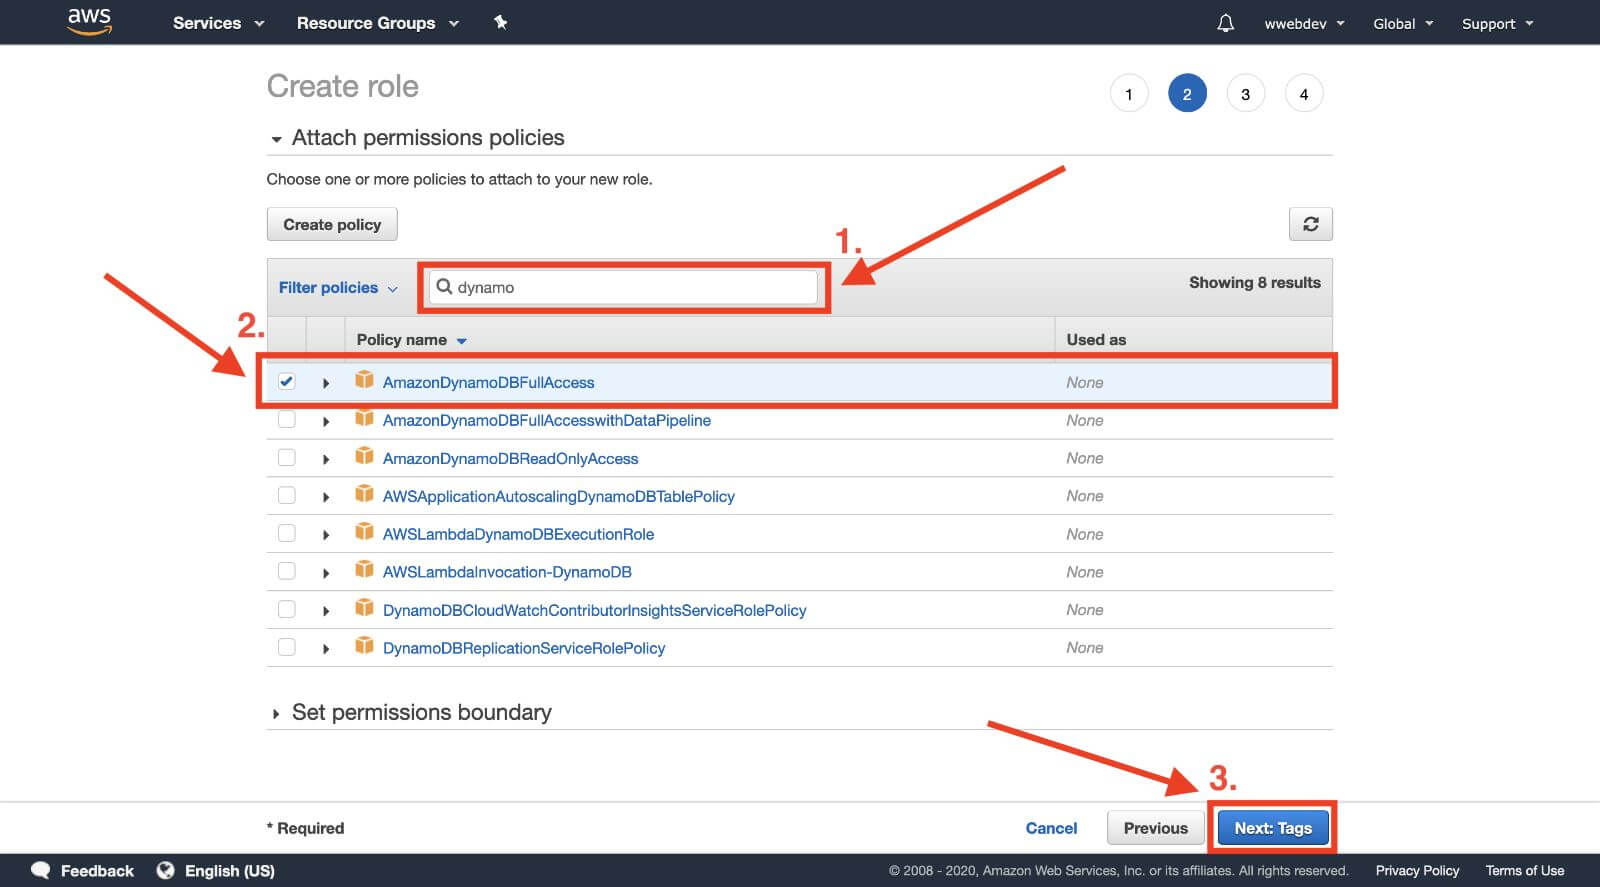 aws Services Resource Groups wwebdev Global Support
Create role
1 2 3 4
Attach permissions policies
Choose one or more policies to attach to your new role.
Create policy
1.
Filter policies dynamo Showing 8 results
2.
Policy name Used as
AmazonDynamoDBFullAccess None
AmazonDynamoDBFullAccesswithDataPipeline None
AmazonDynamoDBReadOnlyAccess None
AWSApplicationAutoscalingDynamoDBTablePolicy None
AWSLambdaDynamoDBExecutionRole None
AWSLambdaInvocation-DynamoDB None
DynamoDBCloudWatchContributorInsightsServiceRolePolicy None
DynamoDBReplicationServiceRolePolicy None
Set permissions boundary
3.
* Required Cancel Previous Next: Tags
Feedback English (US) © 2008 - 2020, Amazon Web Services, Inc. or its affiliates. All rights reserved. Privacy Policy Terms of Use